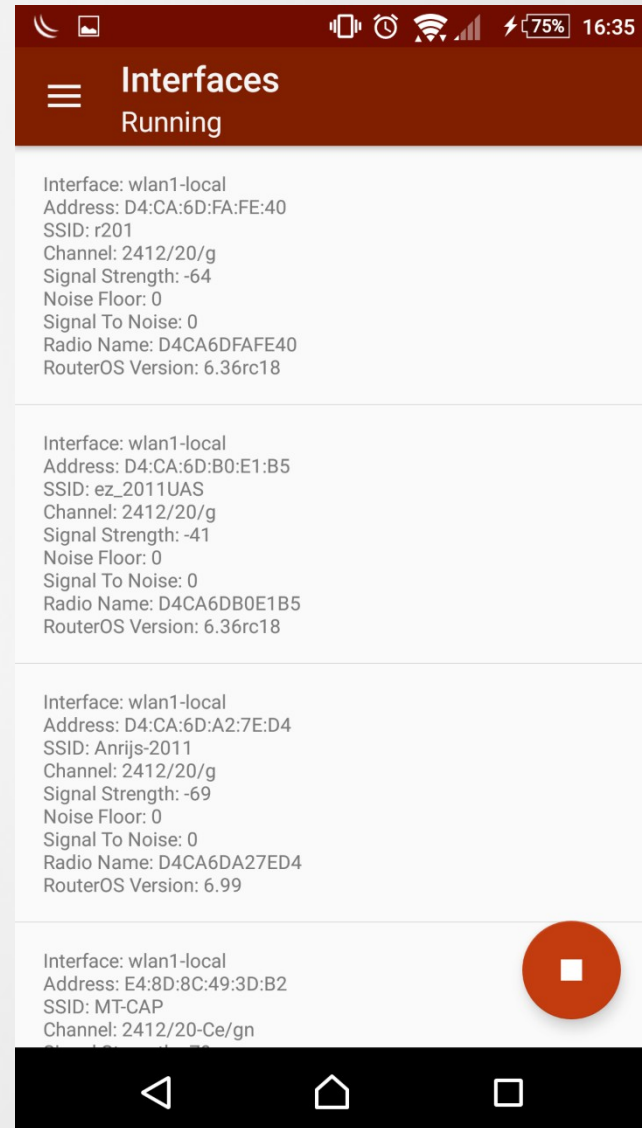 75% 16:35
Interfaces
Running
Interface: wlan1-local
Address: D4:CA:6D:FA:FE:40
SSID: r201
Channel: 2412/20/g
Signal Strength: -64
Noise Floor: 0
Signal To Noise: 0
Radio Name: D4CA6DFAFE40
RouterOS Version: 6.36rc18
Interface: wlan1-local
Address: D4:CA:6D:B0:E1:B5
SSID: ez_2011UAS
Channel: 2412/20/g
Signal Strength: -41
Noise Floor: 0
Signal To Noise: 0
Radio Name: D4CA6DB0E1B5
RouterOS Version: 6.36rc18
Interface: wlan1-local
Address: D4:CA:6D:A2:7E:D4
SSID: Anrijs-2011
Channel: 2412/20/g
Signal Strength: -69
Noise Floor: 0
Signal To Noise: 0
Radio Name: D4CA6DA27ED4
RouterOS Version: 6.99
Interface: wlan1-local
Address: E4:8D:8C:49:3D:B2
SSID: MT-CAP
Channel: 2412/20-Ce/gn